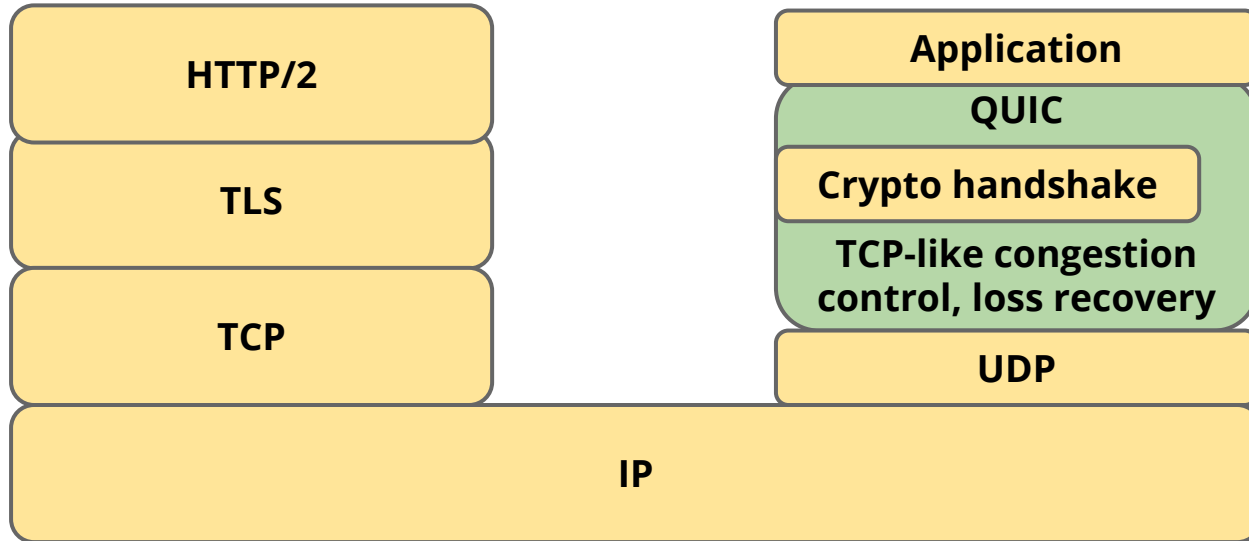 HTTP/2
TLS
TCP
Application
QUIC
Crypto handshake
TCP-like congestion
control, loss recovery
UDP
IP